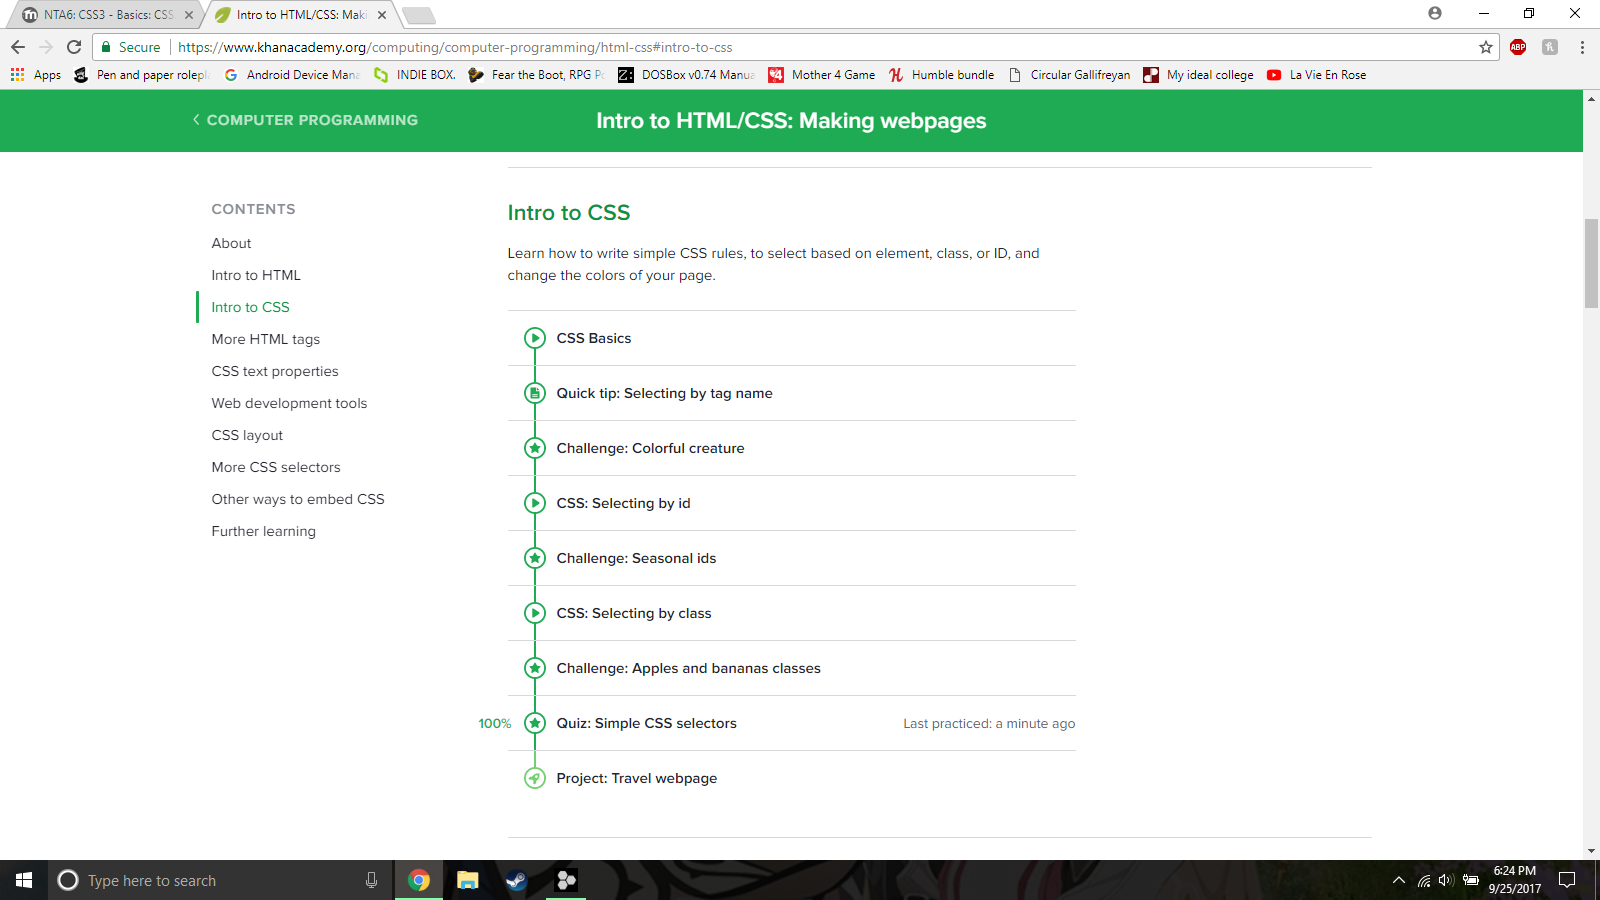 NTA6: CSS3 - Basics: CSS
Intro to HTML/CSS: Maki
Secure
https://www.khanacademy.org/computing/computer-programming/html-css#intro-to-css
ABP
Apps
Pen and paper rolepl
Android Device Mana
INDIE BOX.
Fear the Boot, RPG Po
DOSBox v0.74 Manua
Mother 4 Game
Humble bundle
Circular Gallifreyan
My ideal college
La Vie En Rose
COMPUTER PROGRAMMING
Intro to HTML/CSS: Making webpages
CONTENTS
About
Intro to HTML
Intro to CSS
More HTML tags
CSS text properties
Web development tools
CSS layout
More CSS selectors
Other ways to embed CSS
Further learning
Intro to CSS
Learn how to write simple CSS rules, to select based on element, class, or ID, and
change the colors of your page.
CSS Basics
Quick tip: Selecting by tag name
Challenge: Colorful creature
CSS: Selecting by id
Challenge: Seasonal ids
CSS: Selecting by class
Challenge: Apples and bananas classes
100%
Quiz: Simple CSS selectors
Last practiced: a minute ago
Project: Travel webpage
Type here to search
6:24 PM
9/25/2017